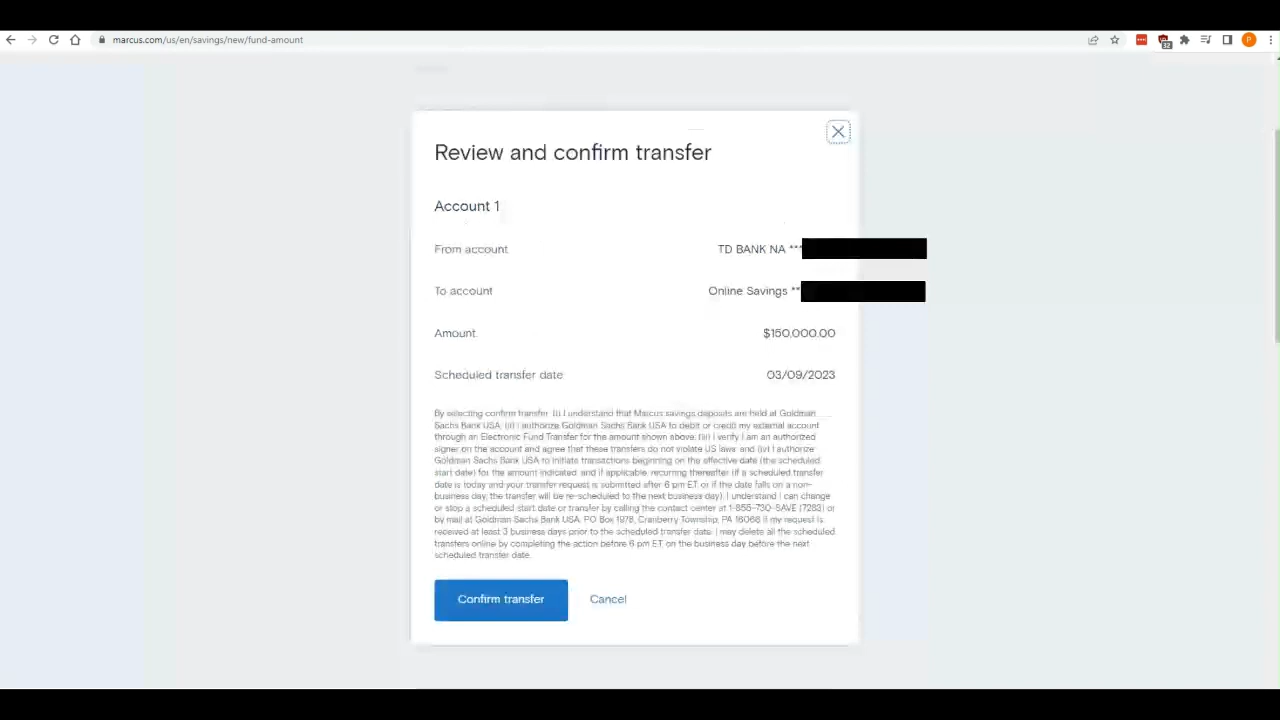 marcus.com/us/en/savings/new/fund-amount
32
P
Review and confirm transfer
Account 1
From account TD BANK NA ***
To account Online Savings **
Amount $150,000.00
Scheduled transfer date 03/09/2023
By selecting confirm transfer, (i) I understand that Marcus savings deposits are held at Goldman
Sachs Bank USA; (ii) I authorize Goldman Sachs Bank USA to debit or credit my external account
through an Electronic Fund Transfer for the amount shown above; (iii) I verify I am an authorized
signer on the account and agree that these transfers do not violate US laws; and (iv) I authorize
Goldman Sachs Bank USA to initiate transactions beginning on the effective date (the scheduled
start date) for the amount indicated and if applicable, recurring thereafter (if a scheduled transfer
date is today and your transfer request is submitted after 6 pm ET or if the date falls on a non-
business day, the transfer will be re-scheduled to the next business day). I understand I can change
or stop a scheduled start date or transfer by calling the contact center at 1-855-730-SAVE (7283) or
by mail at Goldman Sachs Bank USA, PO Box 1978, Cranberry Township, PA 16066 if my request is
received at least 3 business days prior to the scheduled transfer date. I may delete all the scheduled
transfers online by completing the action before 6 pm ET on the business day before the next
scheduled transfer date.
Confirm transfer Cancel